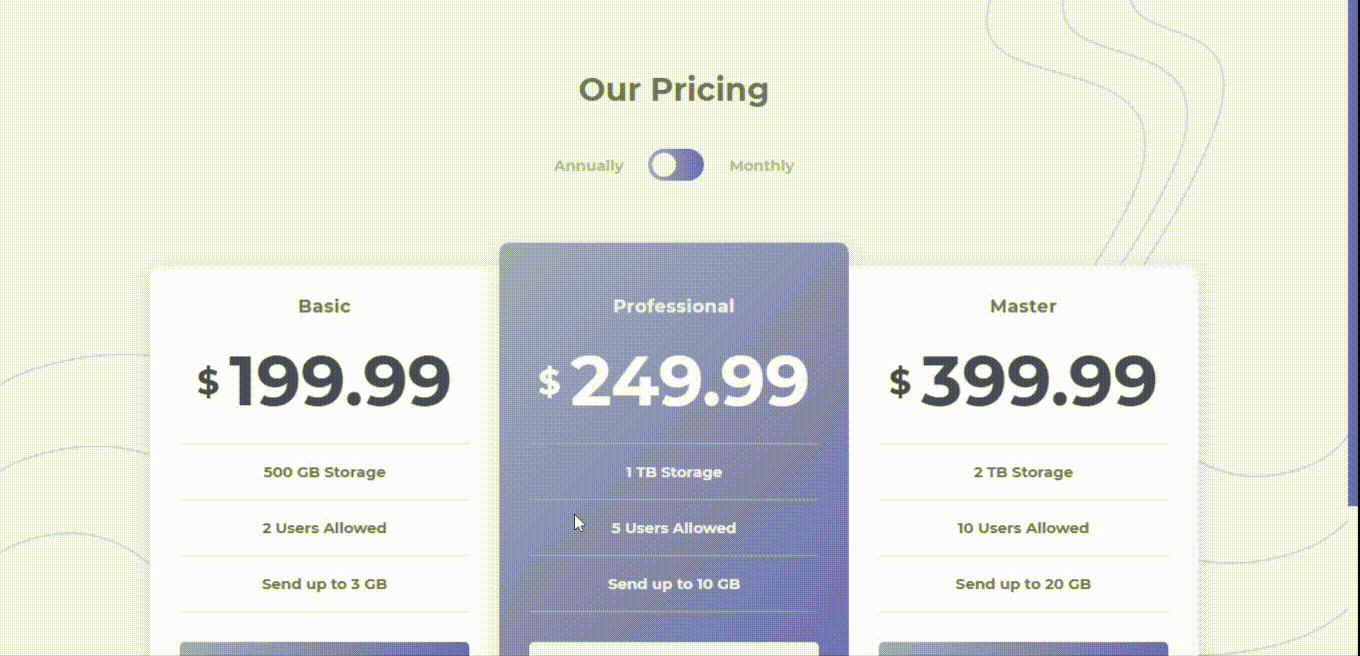 Our Pricing
Annually Monthly
Basic
$199.99
500 GB Storage
2 Users Allowed
Send up to 3 GB
Professional
$249.99
1 TB Storage
5 Users Allowed
Send up to 10 GB
Master
$399.99
2 TB Storage
10 Users Allowed
Send up to 20 GB